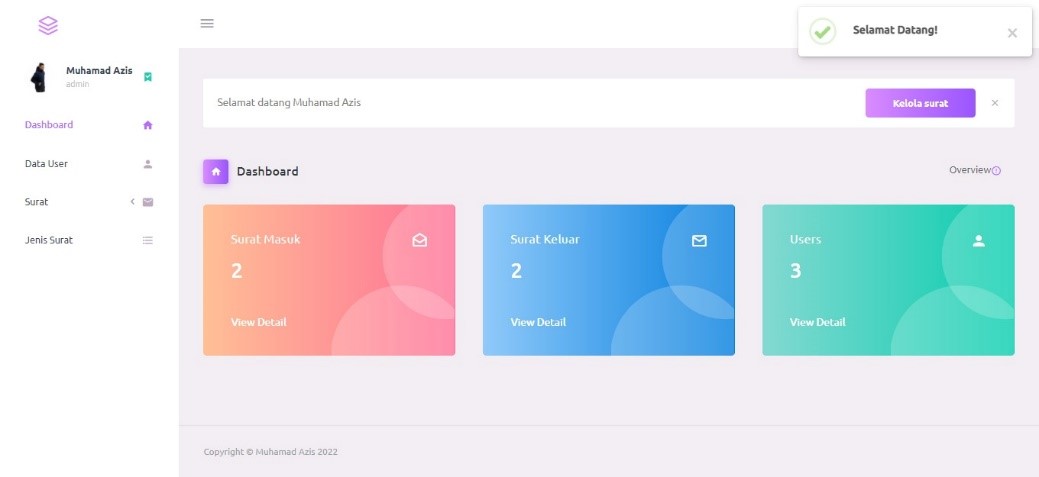 Selamat Datang!
Muhamad Azis
admin
Dashboard
Data User
Surat
Jenis Surat
Selamat datang Muhamad Azis
Kelola surat
Dashboard
Overview
Surat Masuk
2
View Detail
Surat Keluar
2
View Detail
Users
3
View Detail
Copyright © Muhamad Azis 2022